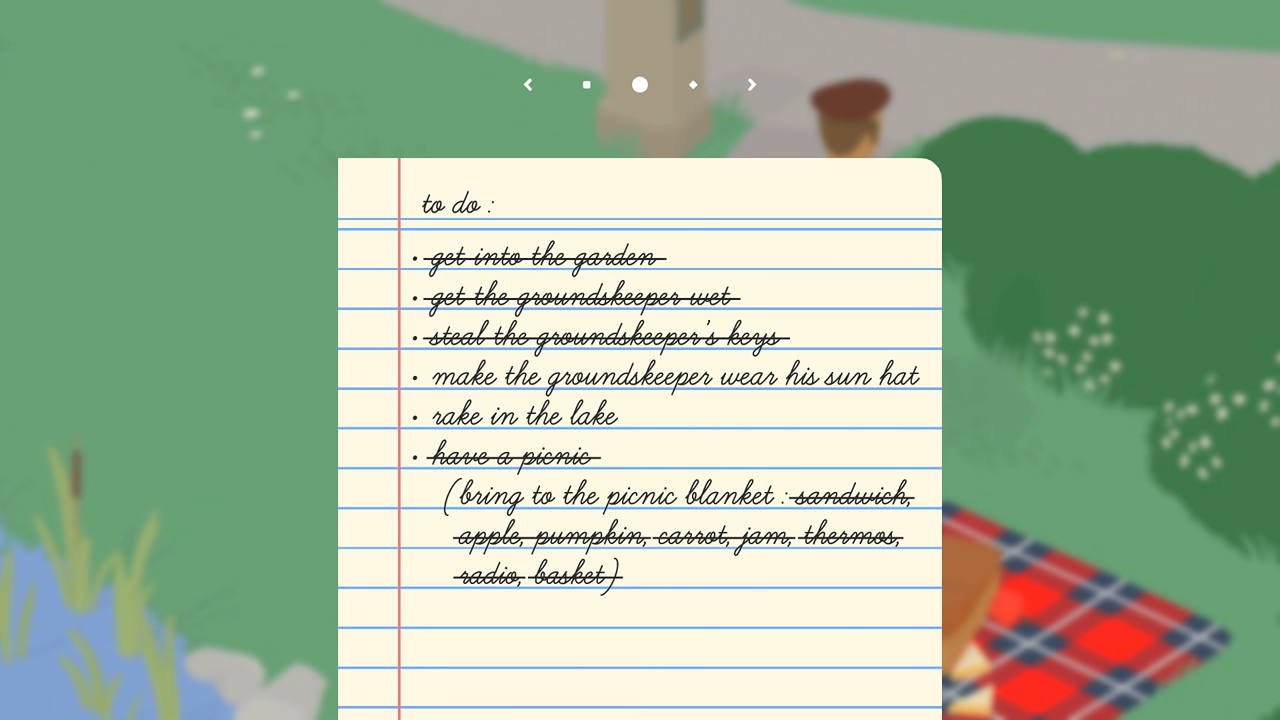 to do :
• get into the garden
• get the groundskeeper wet
• steal the groundskeeper's keys
• make the groundskeeper wear his sun hat
• rake in the lake
• have a picnic
(bring to the picnic blanket : sandwich,
apple, pumpkin, carrot, jam, thermos,
radio, basket)